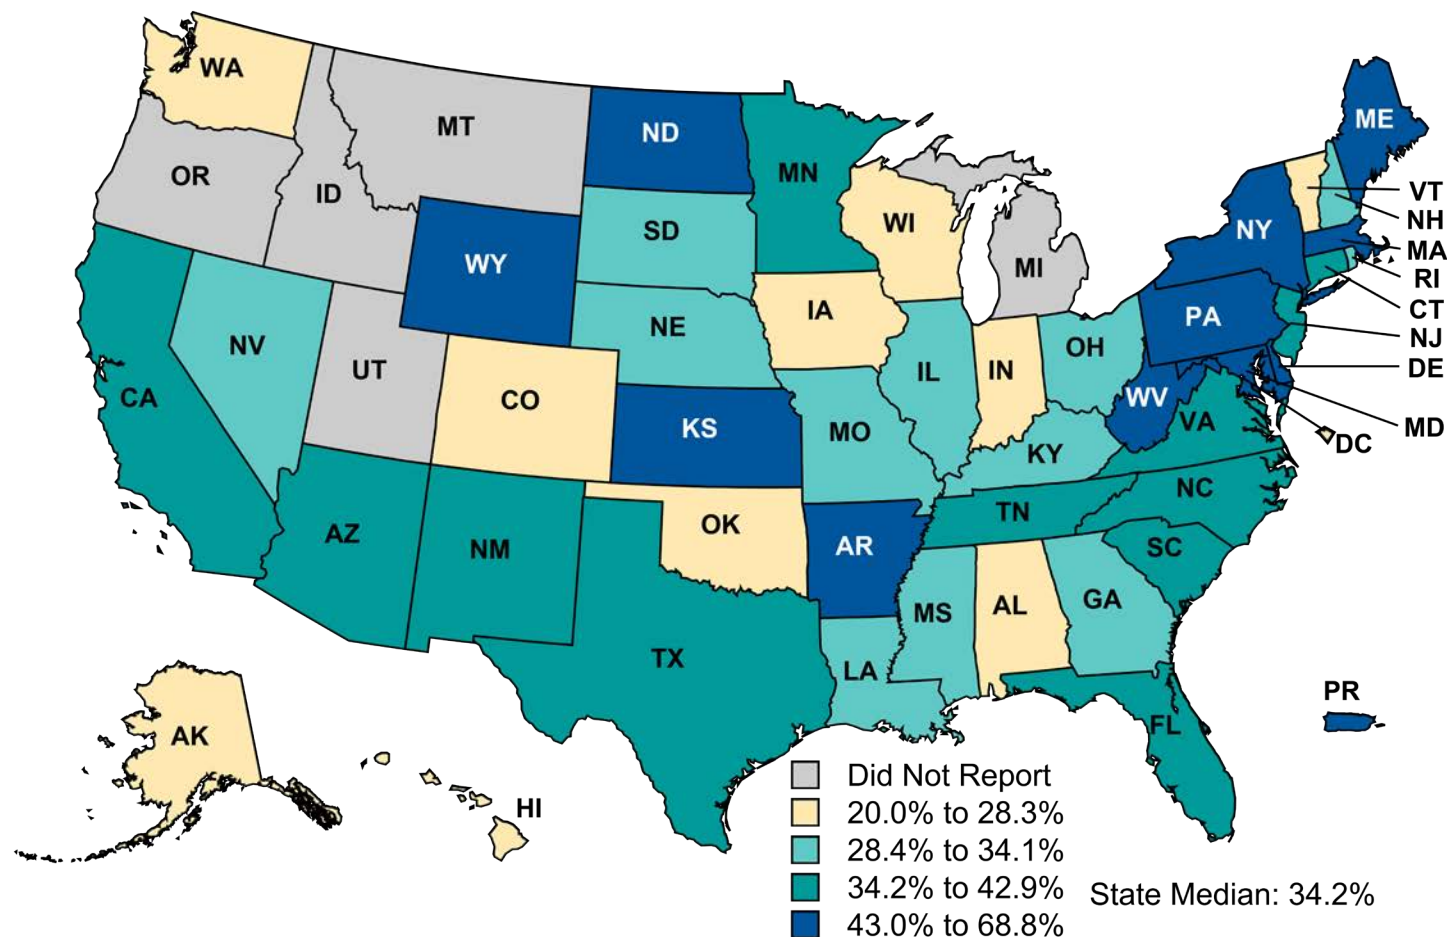 WA
MT
ND
MN
ME
OR
ID
SD
WI
VT
NH
NY
MA
WY
MI
RI
CT
NE
IA
PA
NJ
NV
UT
IL
IN
OH
DE
CA
CO
KS
MO
WV
VA
MD
DC
KY
AZ
NM
OK
AR
TN
NC
SC
MS
AL
GA
TX
LA
FL
PR
AK
HI
Did Not Report
20.0% to 28.3%
28.4% to 34.1%
34.2% to 42.9%
State Median: 34.2%
43.0% to 68.8%